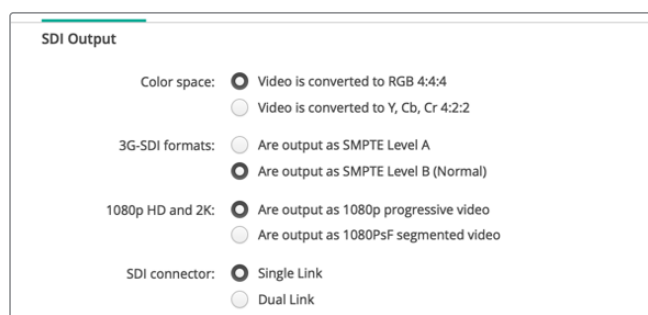 SDI Output
Color space: Video is converted to RGB 4:4:4
Video is converted to Y, Cb, Cr 4:2:2
3G-SDI formats: Are output as SMPTE Level A
Are output as SMPTE Level B (Normal)
1080p HD and 2K: Are output as 1080p progressive video
Are output as 1080PsF segmented video
SDI connector: Single Link
Dual Link